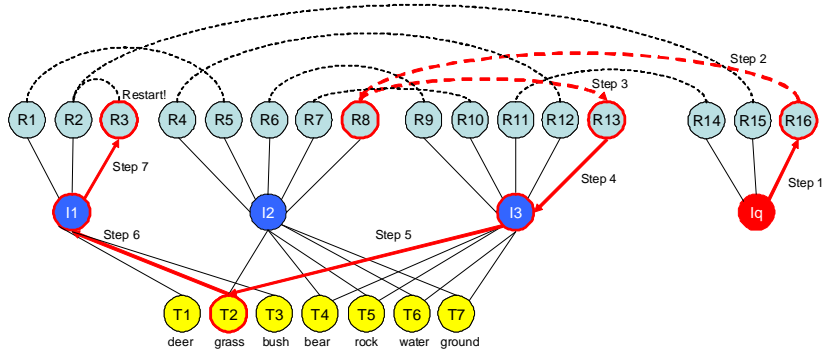 Step 2
Restart!
Step 3
R1 R2 R3 R4 R5 R6 R7 R8 R9 R10 R11 R12 R13 R14 R15 R16
Step 7
Step 4
Step 1
I1 I2 I3 Iq
Step 6
Step 5
T1 T2 T3 T4 T5 T6 T7
deer grass bush bear rock water ground